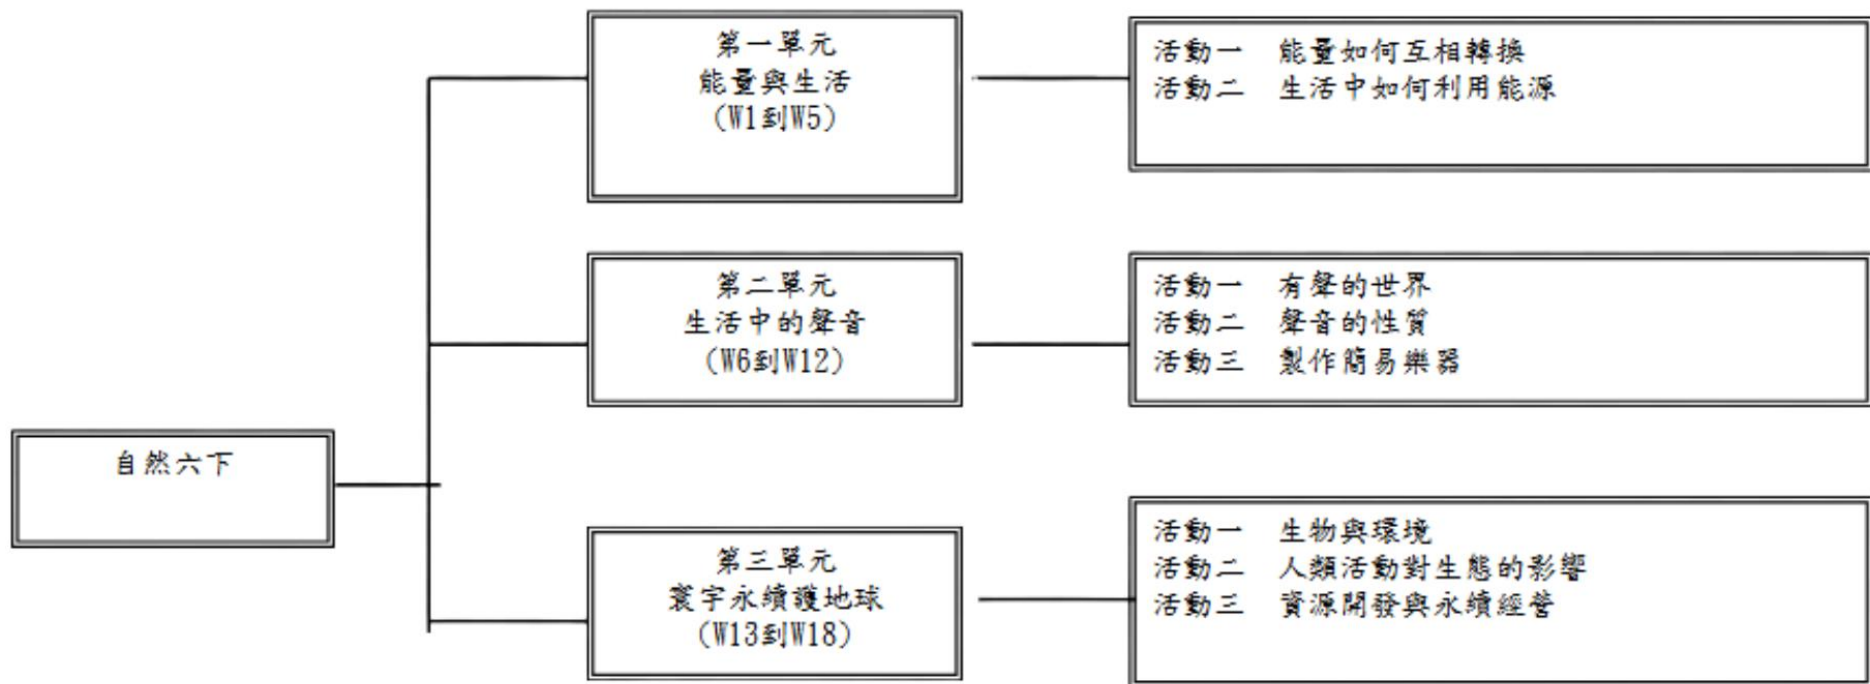 自然六下
第一單元
能量與生活
(W1到W5)
活動一 能量如何互相轉換
活動二 生活中如何利用能源
第二單元
生活中的聲音
(W6到W12)
活動一 有聲的世界
活動二 聲音的性質
活動三 製作簡易樂器
第三單元
寰宇永續護地球
(W13到W18)
活動一 生物與環境
活動二 人類活動對生態的影響
活動三 資源開發與永續經營